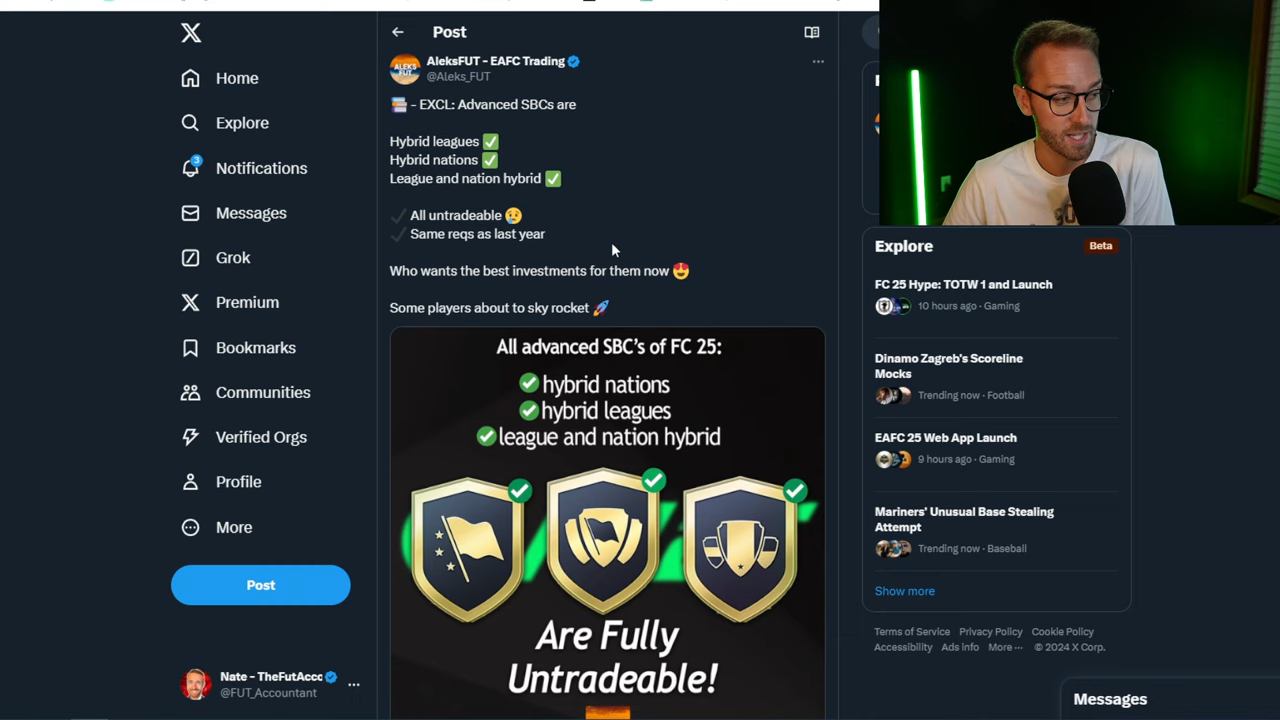 Home
Explore
3
Notifications
Messages
Grok
Premium
Bookmarks
Communities
Verified Orgs
Profile
More
Post
Nate - TheFutAcco
@FUT_Accountant
Post
ALEKS
FUT
AleksFUT - EAFC Trading
@Aleks_FUT
- EXCL: Advanced SBCs are
Hybrid leagues ✅
Hybrid nations ✅
League and nation hybrid ✅
✔️ All untradeable 😢
✔️ Same reqs as last year
Who wants the best investments for them now 😍
Some players about to sky rocket 🚀
All advanced SBC's of FC 25:
hybrid nations
hybrid leagues
league and nation hybrid
Are Fully
Untradeable!
Explore
Beta
FC 25 Hype: TOTW 1 and Launch
10 hours ago · Gaming
Dinamo Zagreb's Scoreline
Mocks
Trending now · Football
EAFC 25 Web App Launch
9 hours ago · Gaming
Mariners' Unusual Base Stealing
Attempt
Trending now · Baseball
Show more
Terms of Service Privacy Policy Cookie Policy
Accessibility Ads info More ··· © 2024 X Corp.
Messages